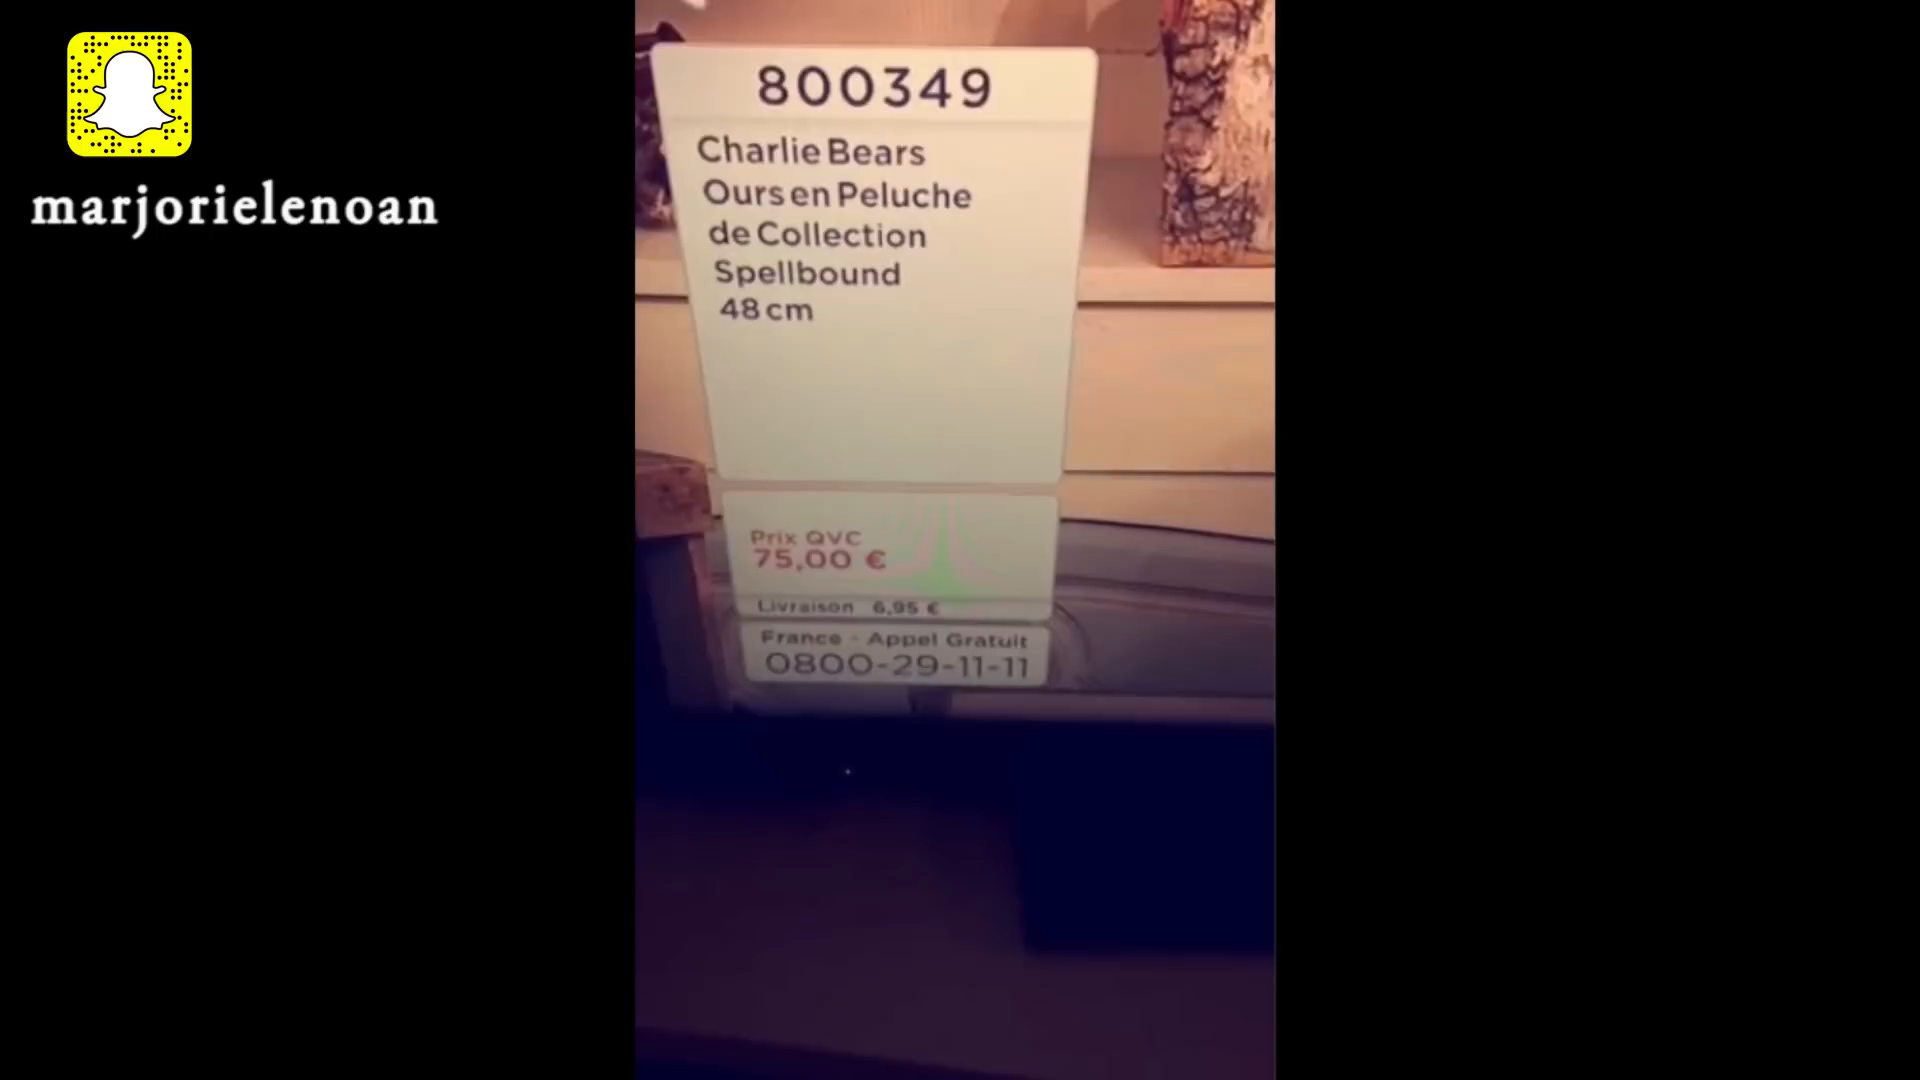 marjorielenoan
800349
Charlie Bears
Ours en Peluche
de Collection
Spellbound
48 cm
Prix QVC
75,00 €
Livraison 6,95 €
France - Appel Gratuit
0800-29-11-11